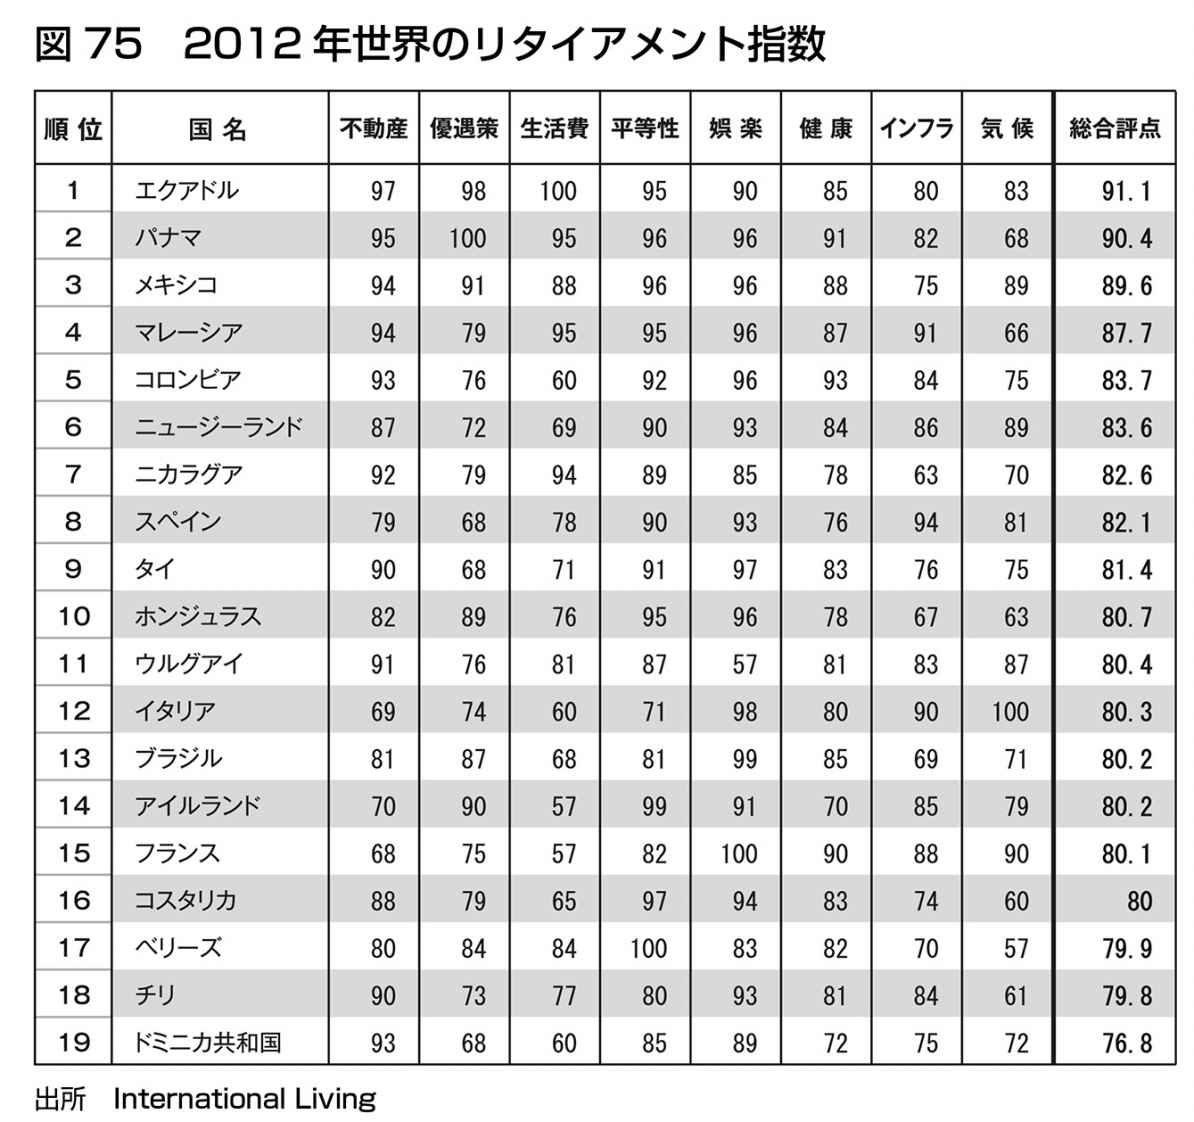 図 75　2012 年世界のリタイアメント指数
順 位 国 名 不動産 優遇策 生活費 平等性 娯 楽 健 康 インフラ 気 候 総合評点
1 エクアドル 97 98 100 95 90 85 80 83 91.1
2 パナマ 95 100 95 96 96 91 82 68 90.4
3 メキシコ 94 91 88 96 96 88 75 89 89.6
4 マレーシア 94 79 95 95 96 87 91 66 87.7
5 コロンビア 93 76 60 92 96 93 84 75 83.7
6 ニュージーランド 87 72 69 90 93 84 86 89 83.6
7 ニカラグア 92 79 94 89 85 78 63 70 82.6
8 スペイン 79 68 78 90 93 76 94 81 82.1
9 タイ 90 68 71 91 97 83 76 75 81.4
10 ホンジュラス 82 89 76 95 96 78 67 63 80.7
11 ウルグアイ 91 76 81 87 57 81 83 87 80.4
12 イタリア 69 74 60 71 98 80 90 100 80.3
13 ブラジル 81 87 68 81 99 85 69 71 80.2
14 アイルランド 70 90 57 99 91 70 85 79 80.2
15 フランス 68 75 57 82 100 90 88 90 80.1
16 コスタリカ 88 79 65 97 94 83 74 60 80
17 ベリーズ 80 84 84 100 83 82 70 57 79.9
18 チリ 90 73 77 80 93 81 84 61 79.8
19 ドミニカ共和国 93 68 60 85 89 72 75 72 76.8
出所　International Living